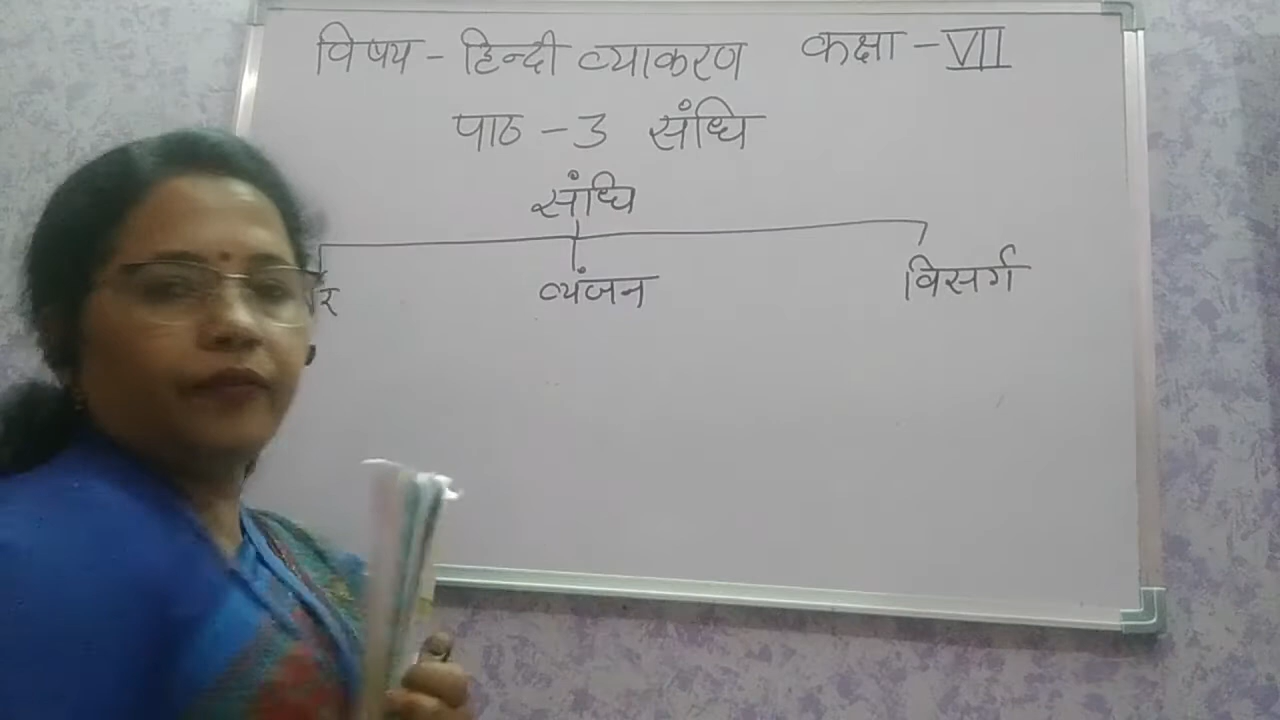 विषय - हिन्दी व्याकरण कक्षा - VII
पाठ - 3 संधि
संधि
व्यंजन विसर्ग